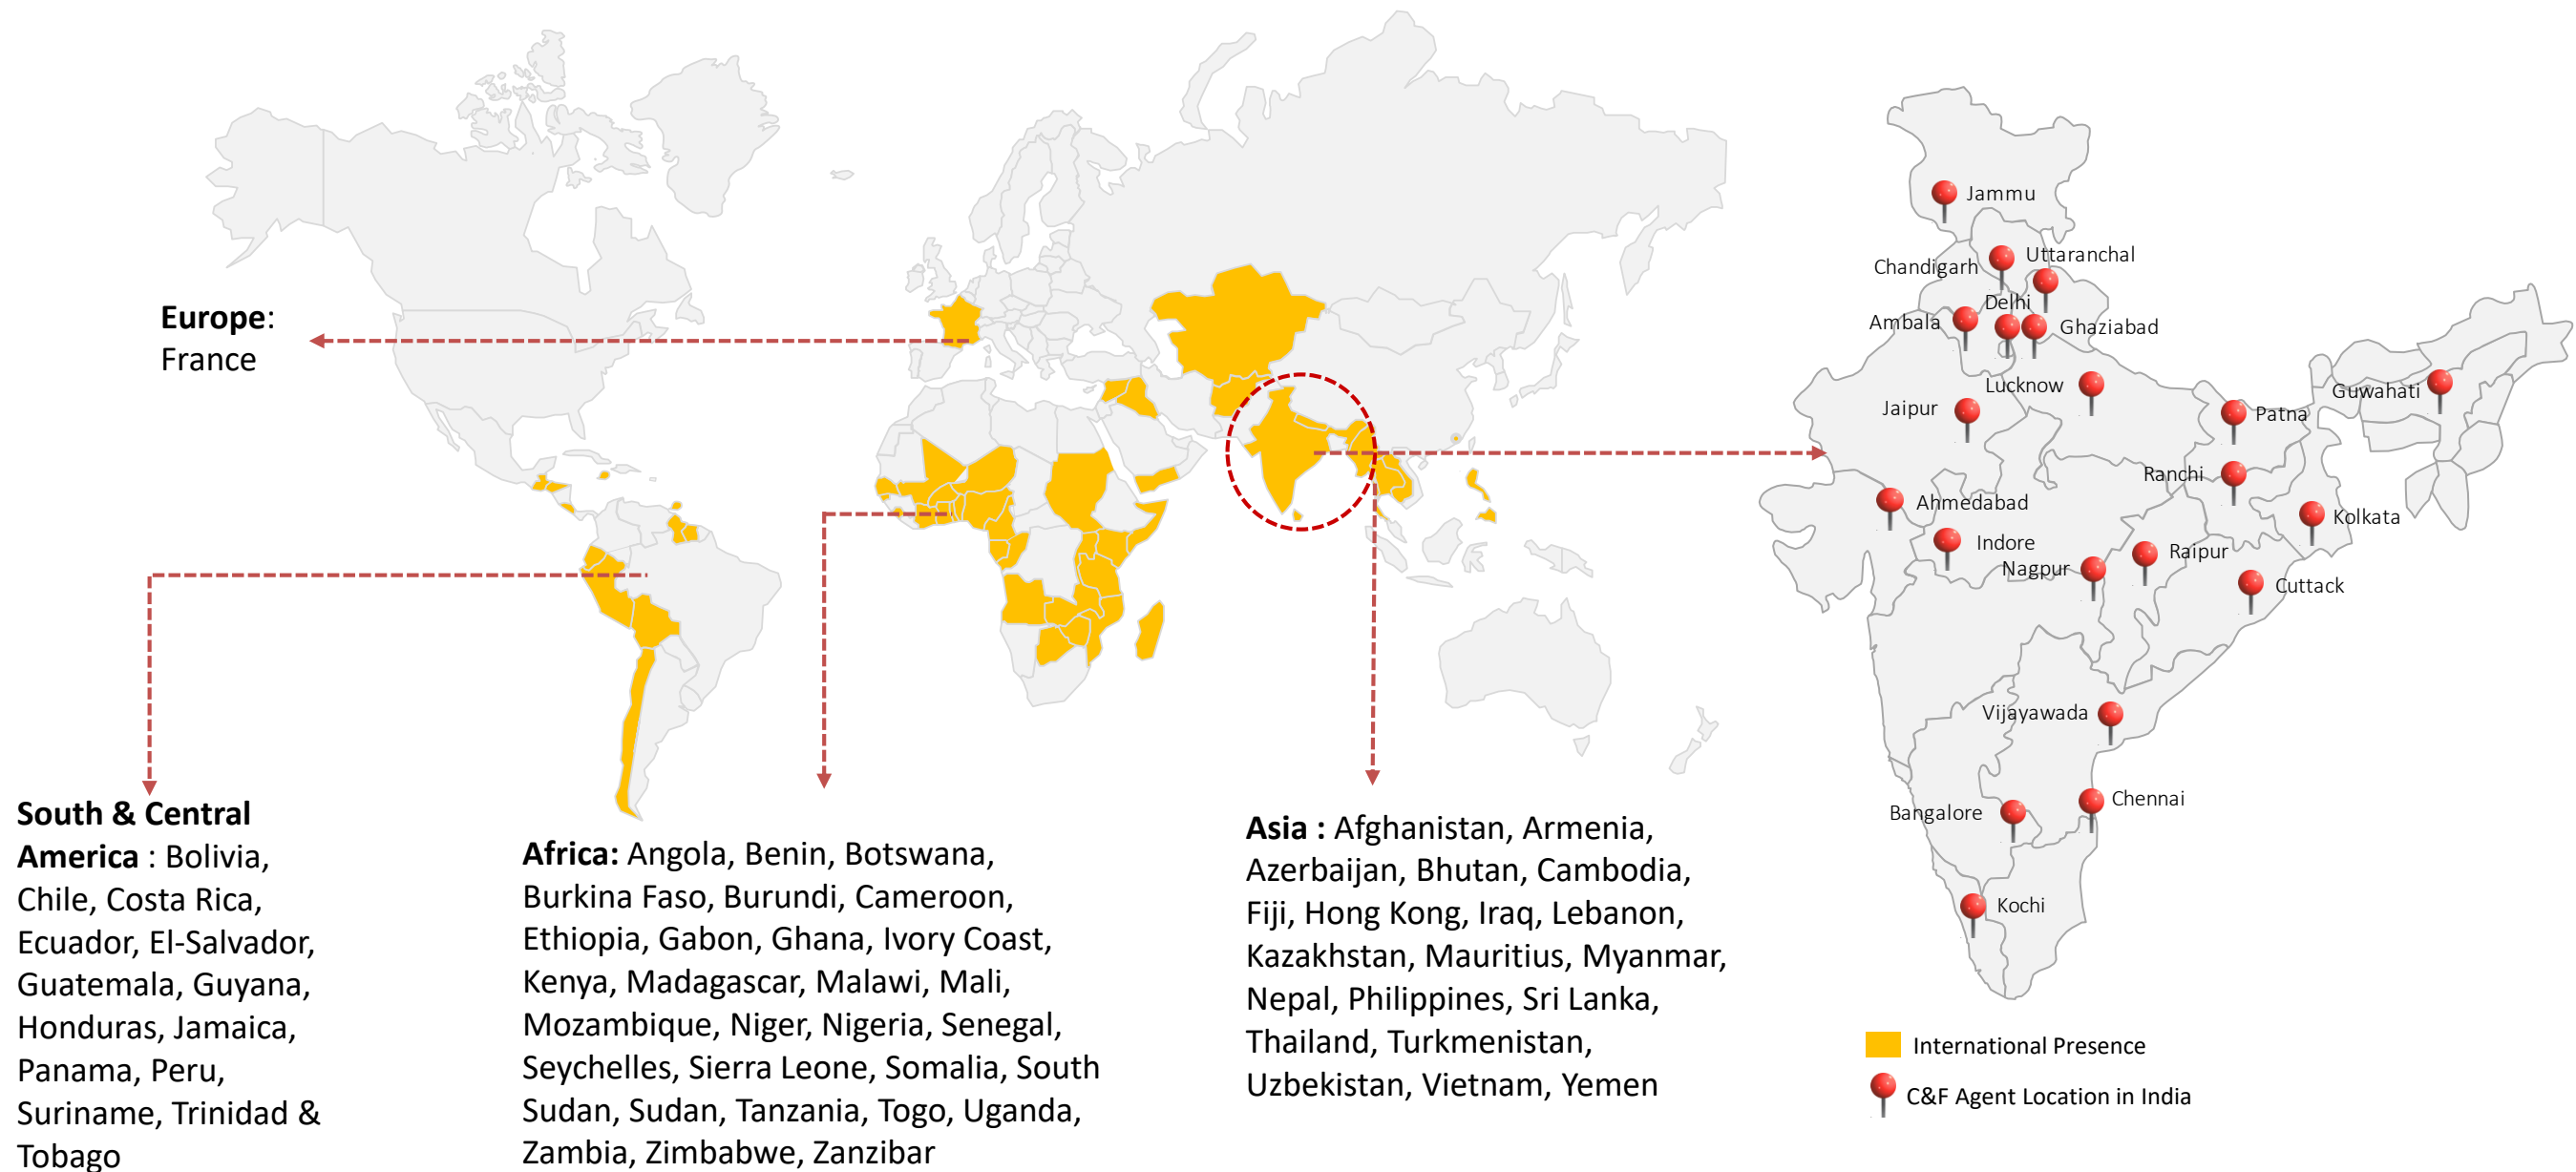 Europe:
France
South & Central
America : Bolivia,
Chile, Costa Rica,
Ecuador, El-Salvador,
Guatemala, Guyana,
Honduras, Jamaica,
Panama, Peru,
Suriname, Trinidad &
Tobago
Africa: Angola, Benin, Botswana,
Burkina Faso, Burundi, Cameroon,
Ethiopia, Gabon, Ghana, Ivory Coast,
Kenya, Madagascar, Malawi, Mali,
Mozambique, Niger, Nigeria, Senegal,
Seychelles, Sierra Leone, Somalia, South
Sudan, Sudan, Tanzania, Togo, Uganda,
Zambia, Zimbabwe, Zanzibar
Asia : Afghanistan, Armenia,
Azerbaijan, Bhutan, Cambodia,
Fiji, Hong Kong, Iraq, Lebanon,
Kazakhstan, Mauritius, Myanmar,
Nepal, Philippines, Sri Lanka,
Thailand, Turkmenistan,
Uzbekistan, Vietnam, Yemen
Jammu
Uttaranchal
Chandigarh
Delhi
Ambala
Ghaziabad
Lucknow
Guwahati
Jaipur
Patna
Ranchi
Ahmedabad
Kolkata
Indore
Raipur
Nagpur
Cuttack
Vijayawada
Chennai
Bangalore
Kochi
International Presence
C&F Agent Location in India